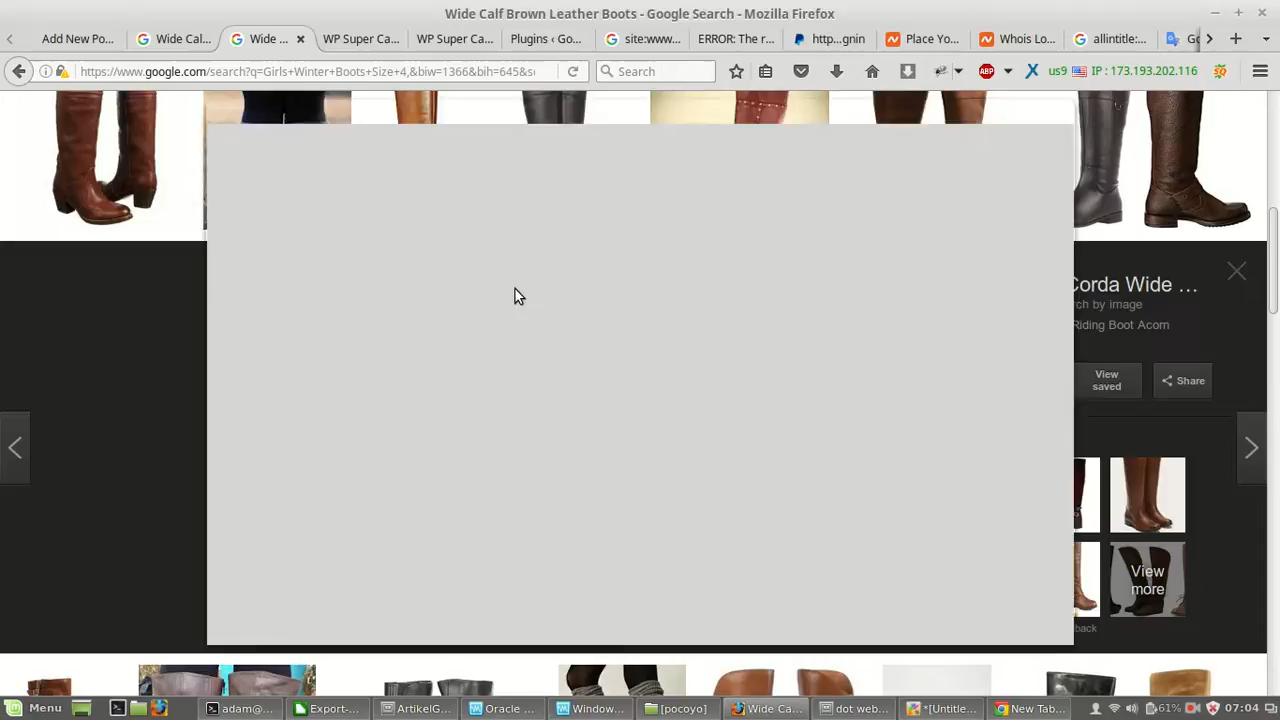 Wide Calf Brown Leather Boots - Google Search - Mozilla Firefox
Add New Po...
Wide Cal...
Wide ...
WP Super Ca...
WP Super Ca...
Plugins ‹ Go...
site:www....
ERROR: The r...
http...gnin
Place Yo...
Whois Lo...
allintitle:...
https://www.google.com/search?q=Girls+Winter+Boots+Size+4,&biw=1366&bih=645&s
Search
ABP
us9
IP : 173.193.202.116
Corda Wide ...
rch by image
Riding Boot Acorn
View saved
Share
View more
back
Menu
adam@...
Export-...
ArtikelG...
Oracle ...
Window...
[pocoyo]
Wide Ca...
dot web...
*[Untitle...
New Tab...
61%
07:04